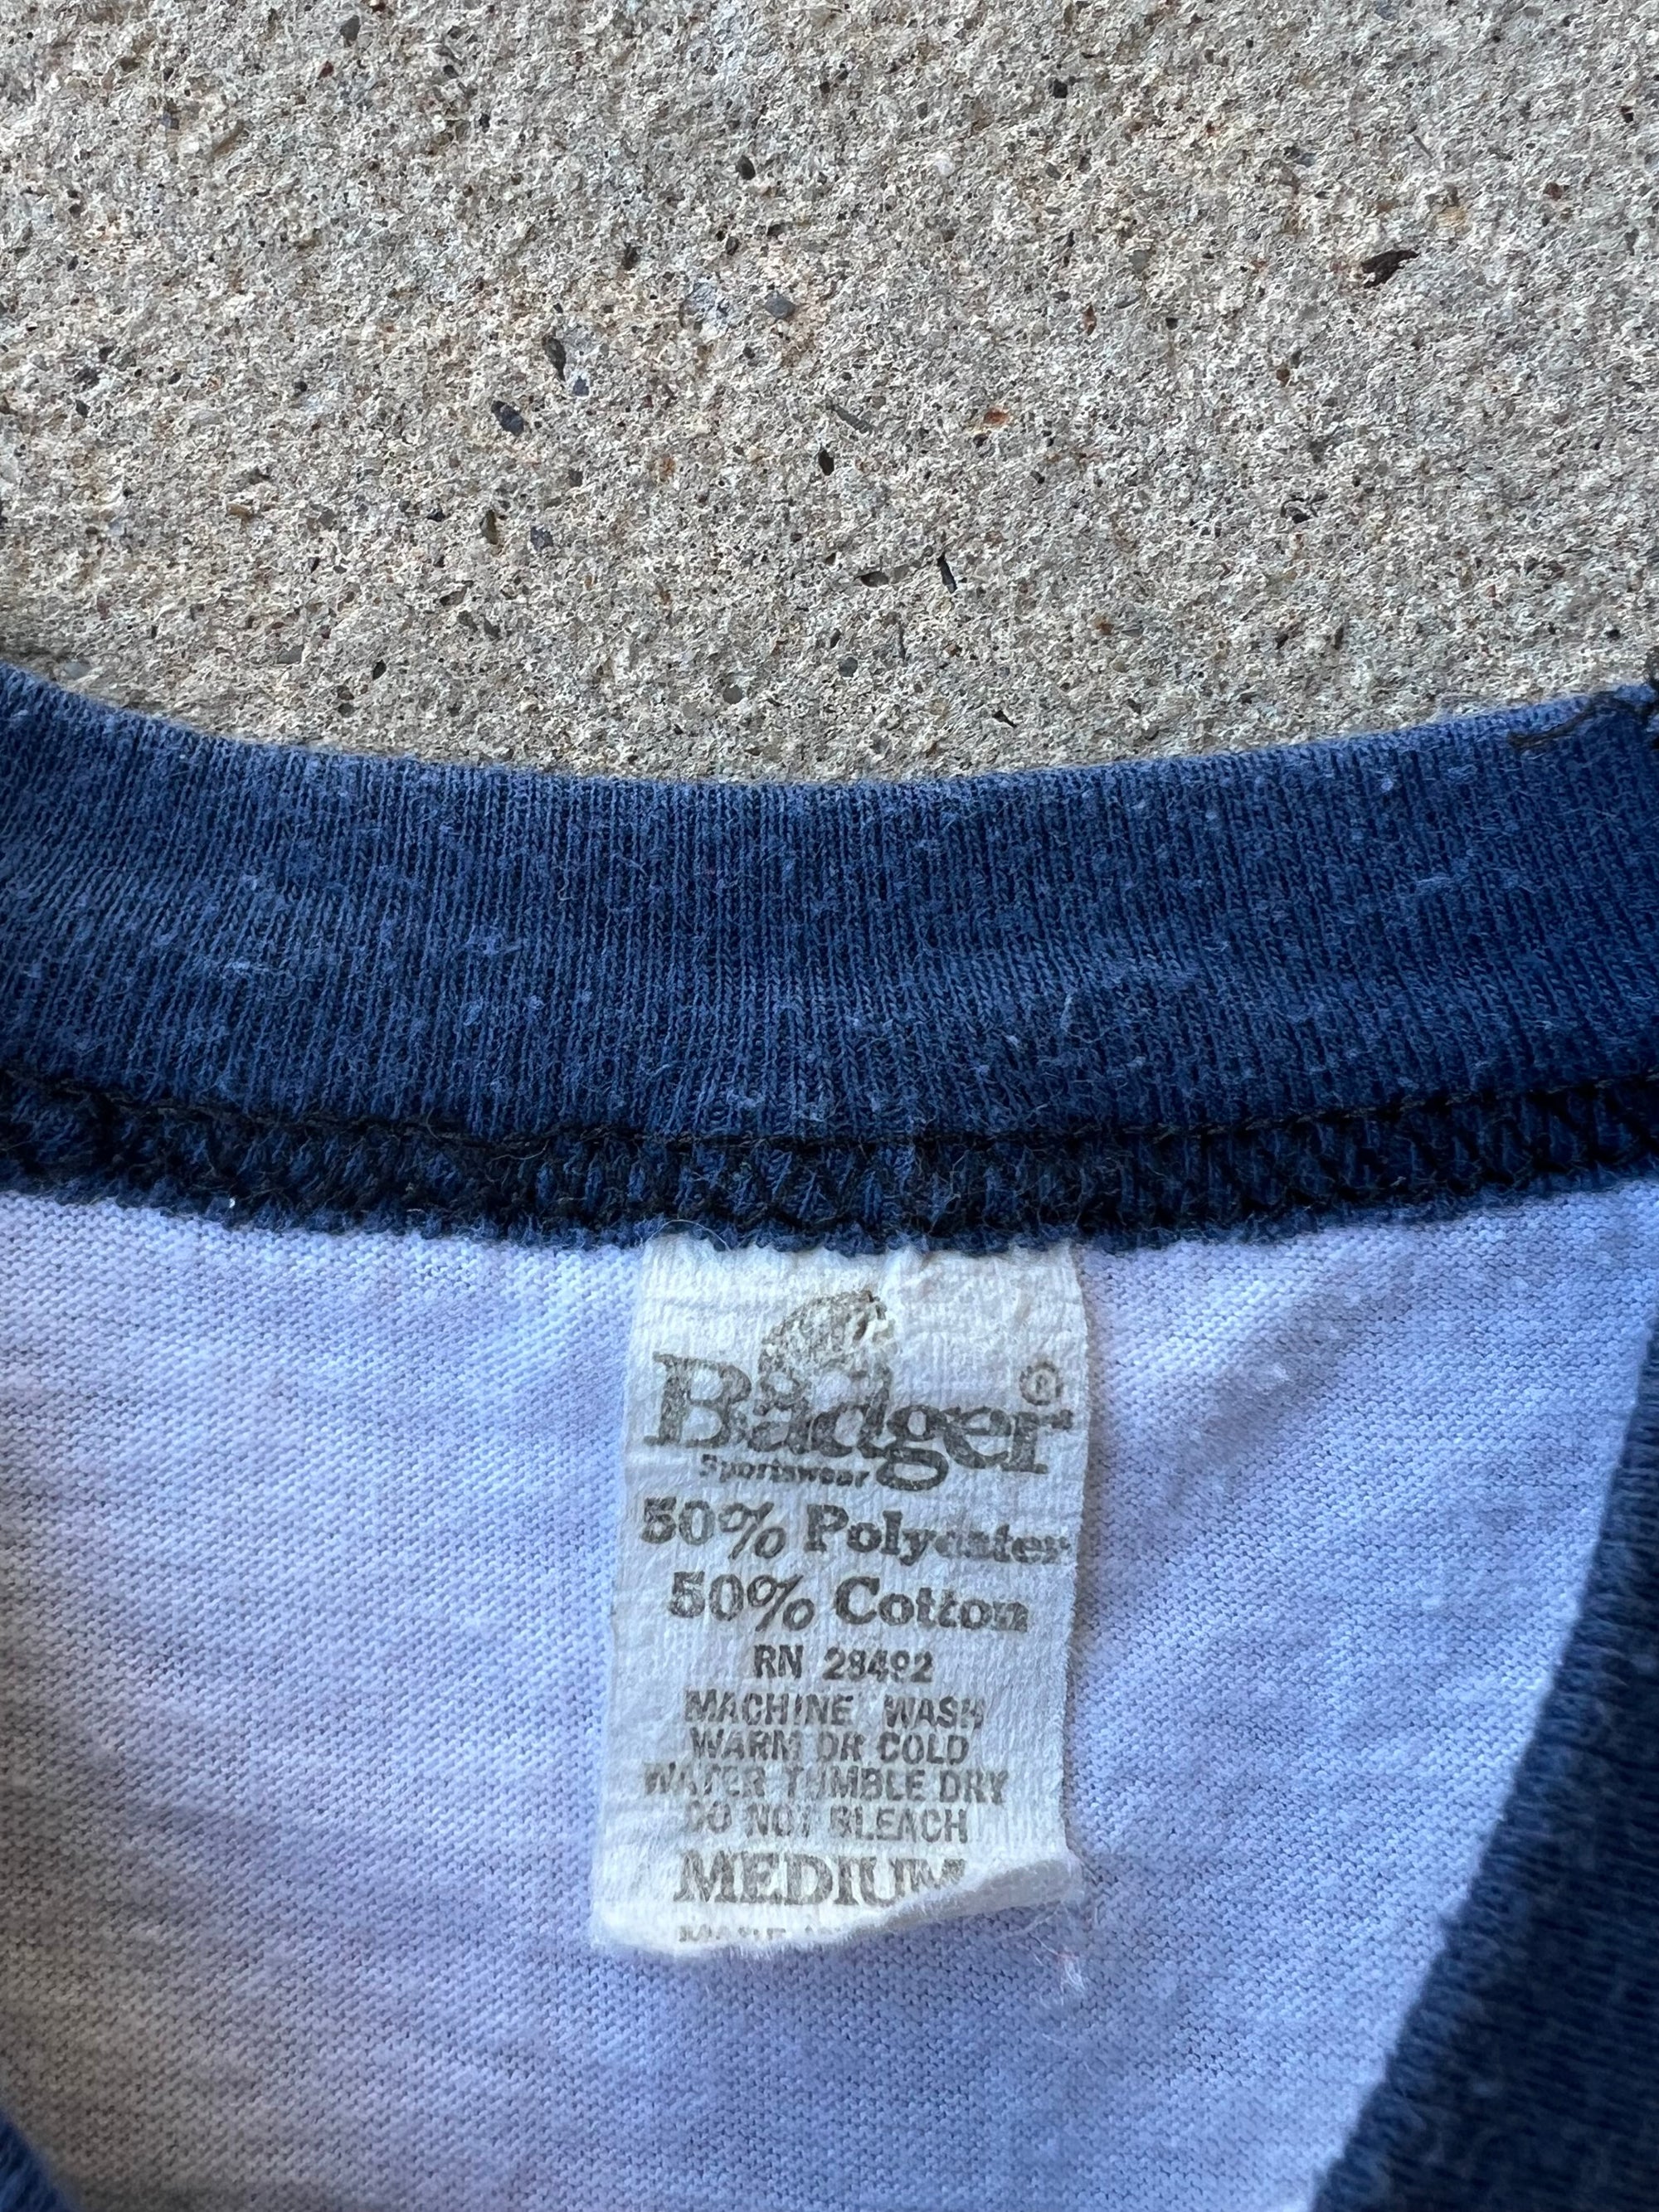 Badger®
Sportswear
50% Polyester
50% Cotton
RN 28492
MACHINE WASH
WARM OR COLD
WATER TUMBLE DRY
DO NOT BLEACH
MEDIUM
MADE